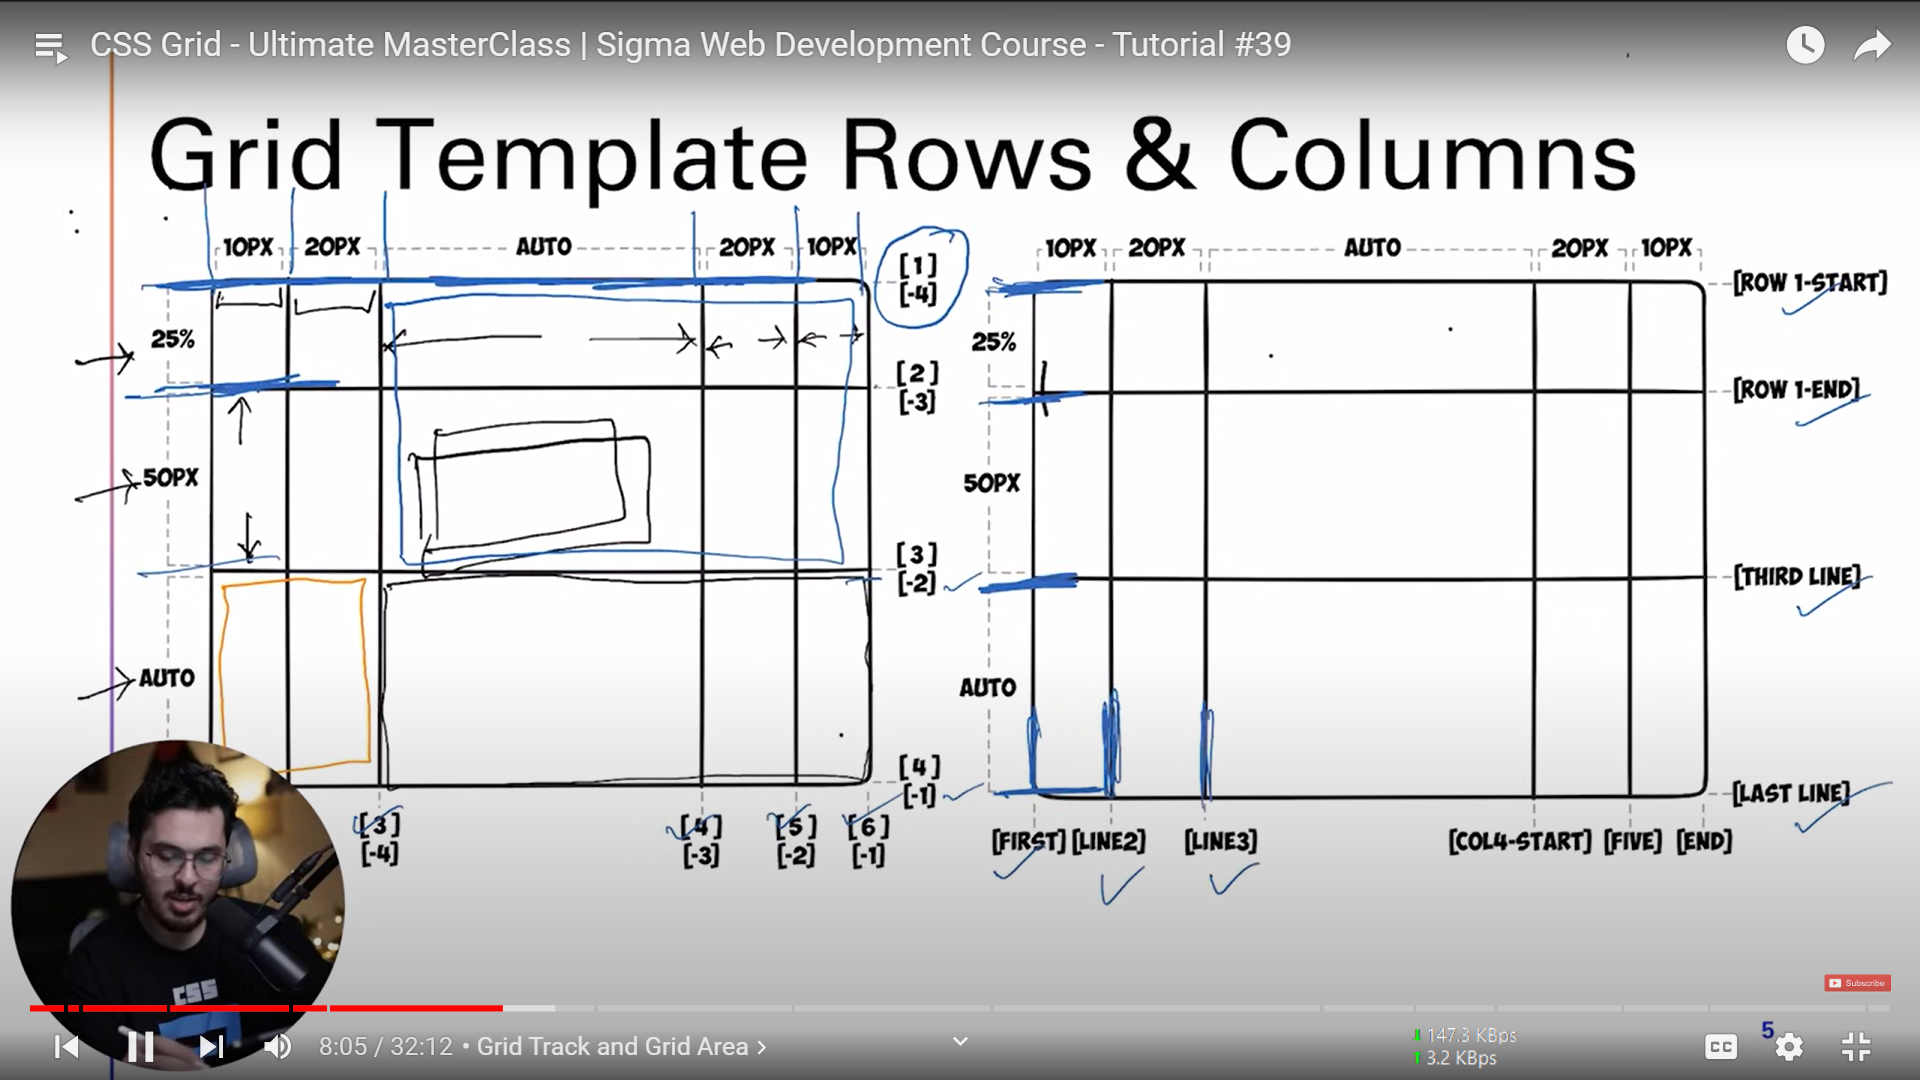 CSS Grid - Ultimate MasterClass | Sigma Web Development Course - Tutorial #39
Grid Template Rows & Columns
10PX 20PX AUTO 20PX 10PX
[1]
[-4]
25%
[2]
[-3]
50PX
[3]
[-2]
AUTO
[4]
[-1]
[3] [4] [5] [6]
[-4] [-3] [-2] [-1]
10PX 20PX AUTO 20PX 10PX
[ROW 1-START]
25%
[ROW 1-END]
50PX
[THIRD LINE]
AUTO
[LAST LINE]
[FIRST] [LINE2] [LINE3] [COL4-START] [FIVE] [END]
CSS
Subscribe
8:05 / 32:12 • Grid Track and Grid Area
147.3 KBps
3.2 KBps
CC
5